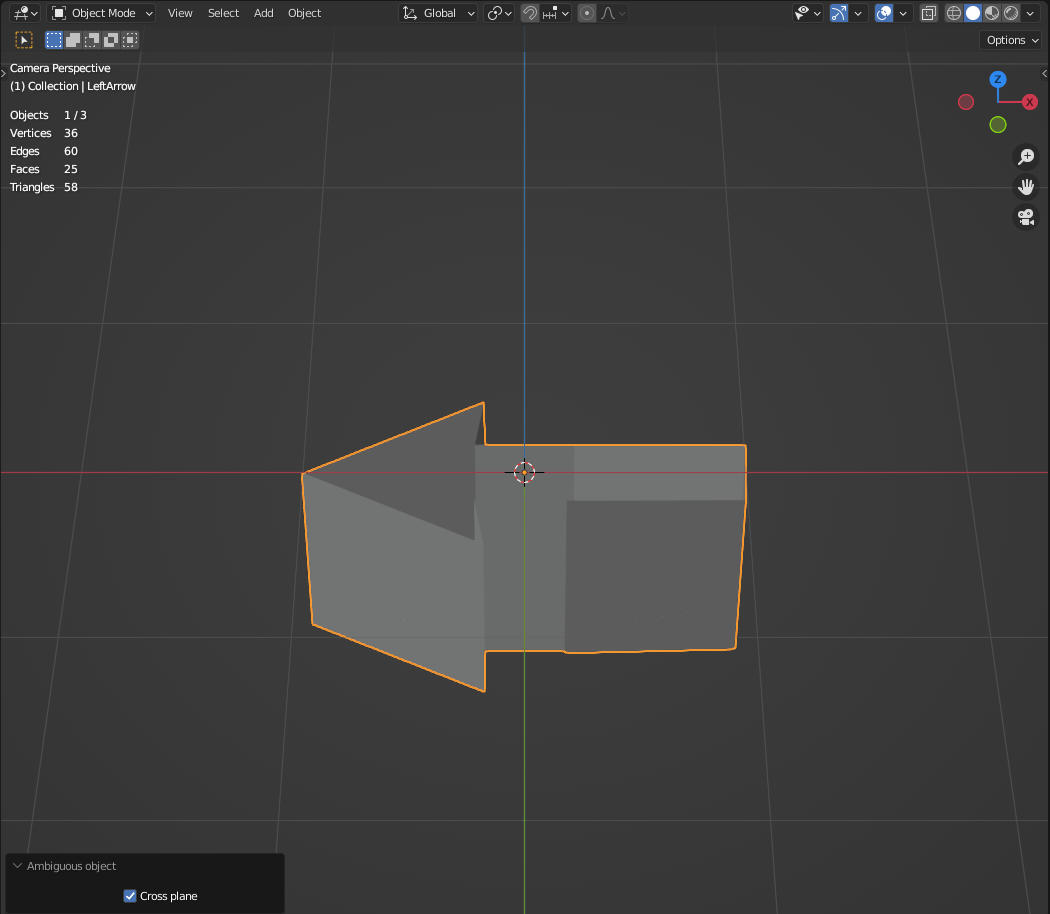 Object Mode View Select Add Object Global
Options
Camera Perspective
(1) Collection | LeftArrow
Objects 1 / 3
Vertices 36
Edges 60
Faces 25
Triangles 58
Z
X
Ambiguous object
Cross plane